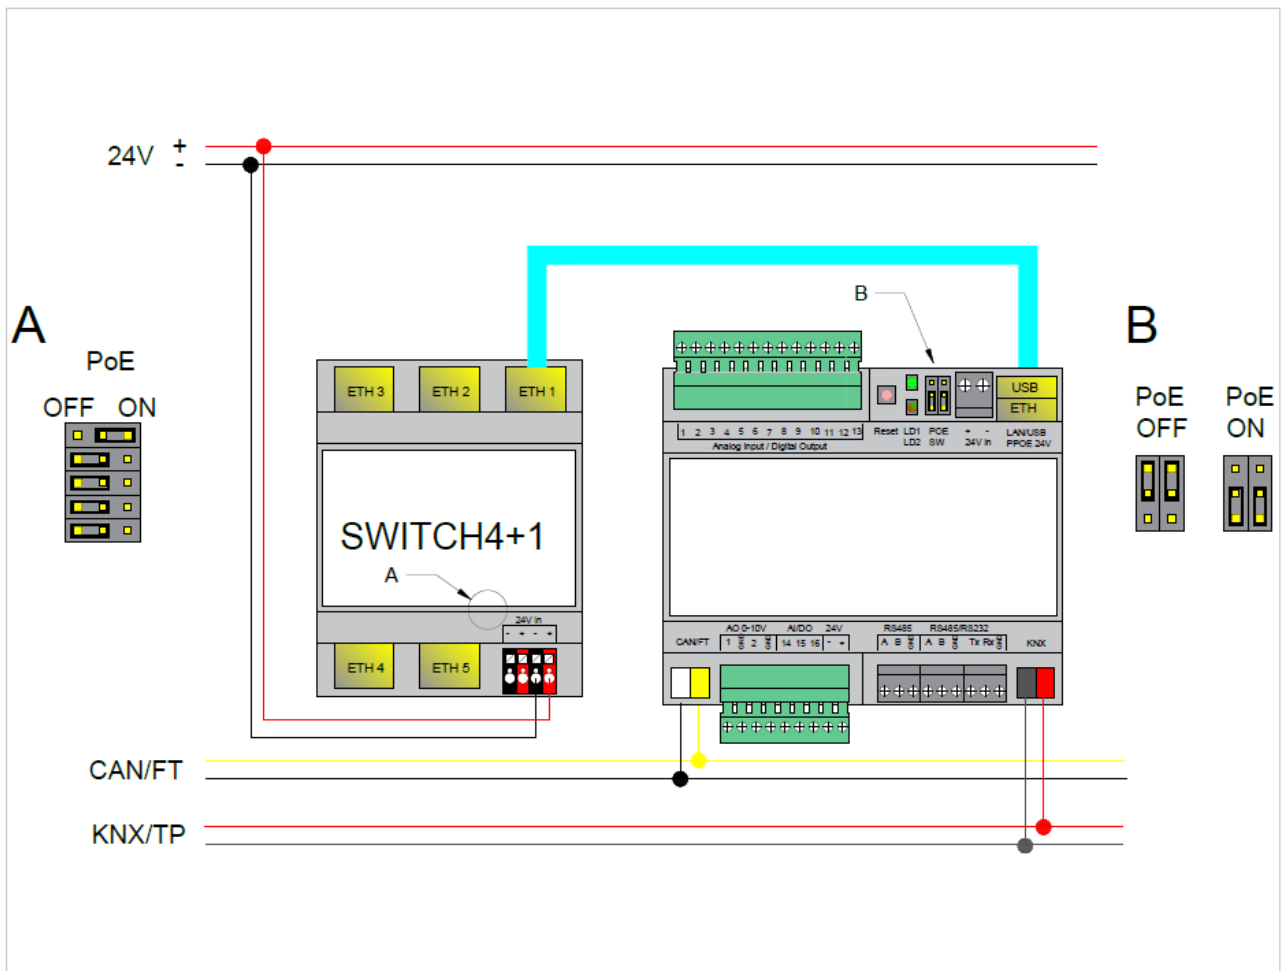 24V + -
B
A
B
PoE
OFF ON
PoE OFF
PoE ON
ETH 3 ETH 2 ETH 1
USB
ETH
1 2 3 4 5 6 7 8 9 10 11 12 13
Analog Input / Digital Output
Reset LD1 POE + - LAN/USB
LD2 SW 24V In PPOE 24V
SWITCH4+1
A
24V In
- + - +
ETH 4 ETH 5
AO 0-10V AI/DO 24V RS485 RS485/RS232
CAN/FT 1 2 14 15 16 - + A B A B Tx Rx KNX
CAN/FT
KNX/TP